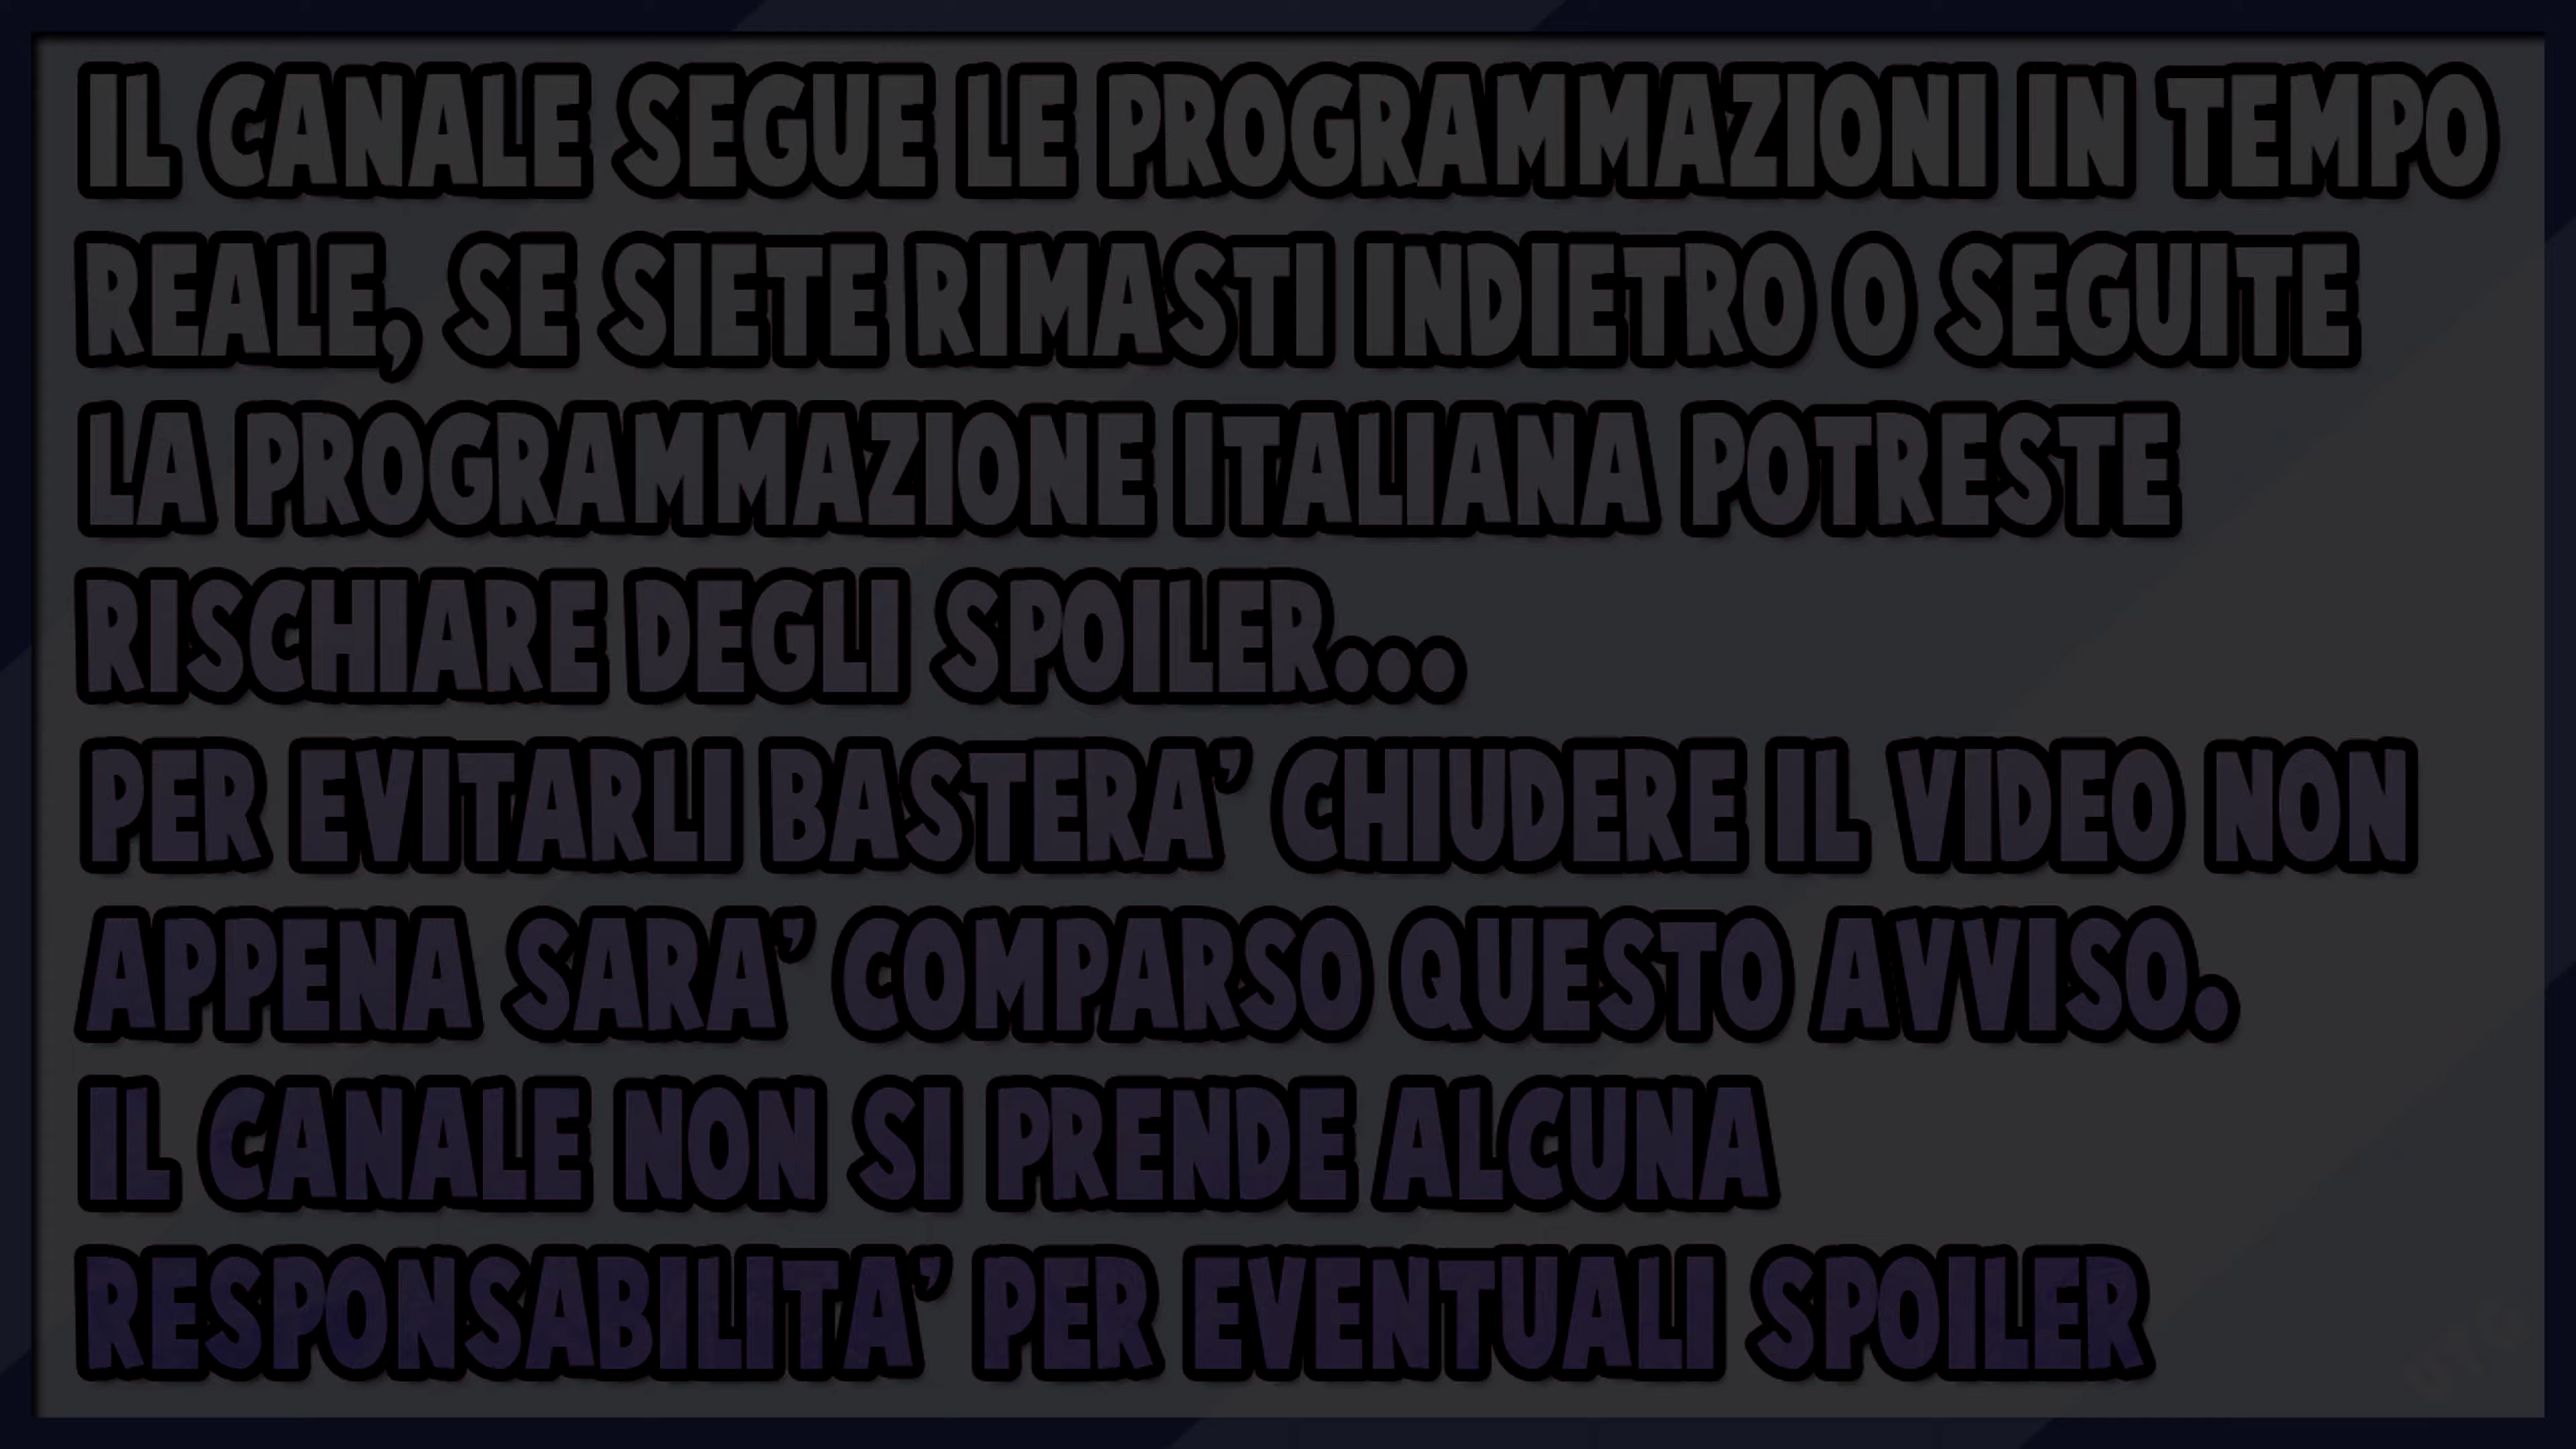 IL CANALE SEGUE LE PROGRAMMAZIONI IN TEMPO
REALE, SE SIETE RIMASTI INDIETRO O SEGUITE
LA PROGRAMMAZIONE ITALIANA POTRESTE
RISCHIARE DEGLI SPOILER...
PER EVITARLI BASTERA' CHIUDERE IL VIDEO NON
APPENA SARA' COMPARSO QUESTO AVVISO.
IL CANALE NON SI PRENDE ALCUNA
RESPONSABILITA' PER EVENTUALI SPOILER